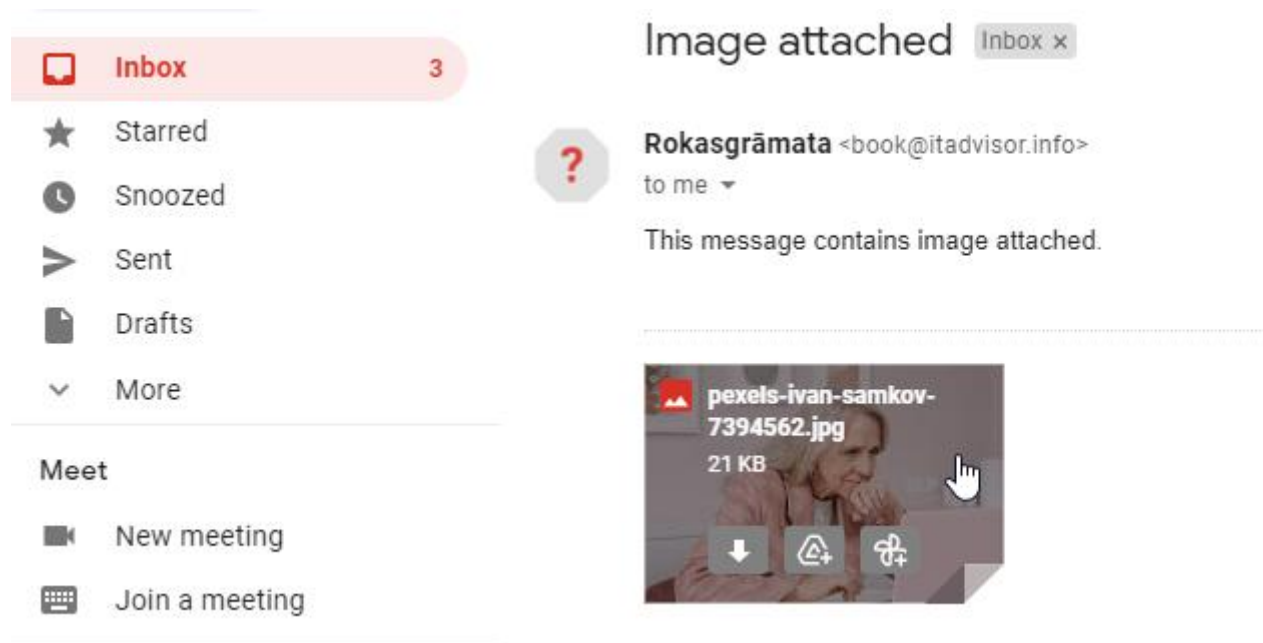 Inbox 3
Starred
Snoozed
Sent
Drafts
More
Meet
New meeting
Join a meeting
Image attached Inbox x
?
Rokasgrāmata <book@itadvisor.info>
to me
This message contains image attached.
pexels-ivan-samkov-
7394562.jpg
21 KB